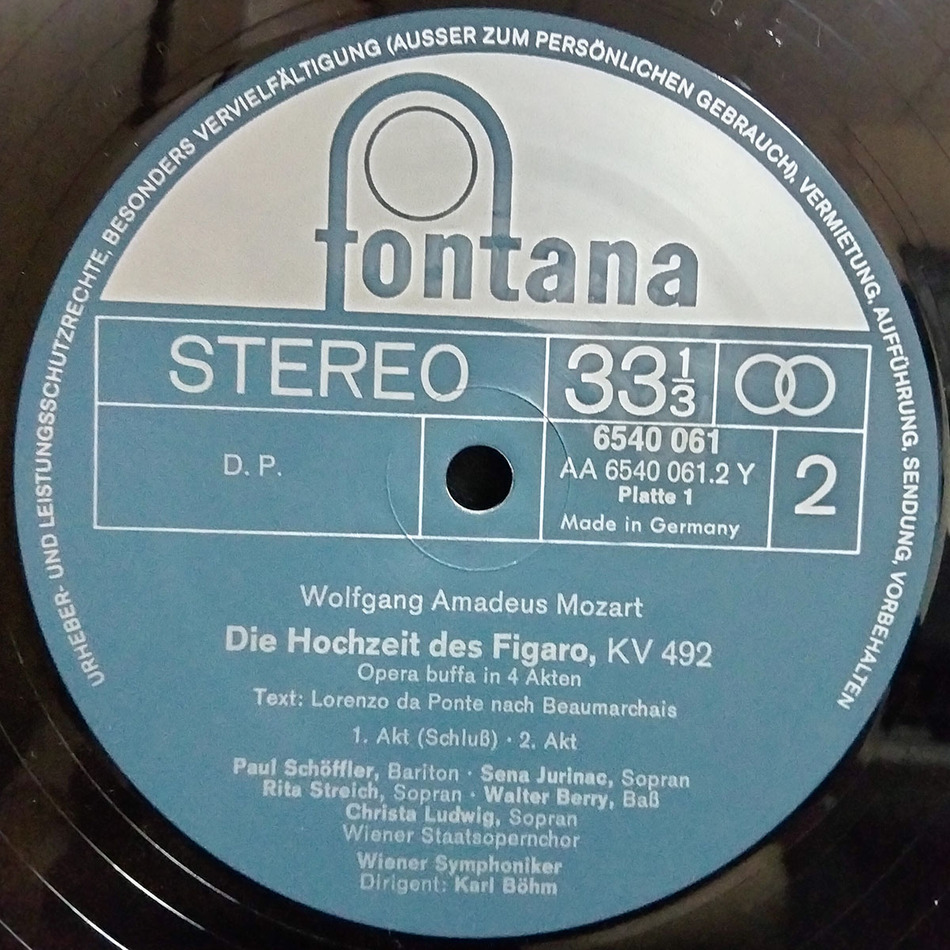 URHEBER- UND LEISTUNGSSCHUTZRECHTE, BESONDERS VERVIELFÄLTIGUNG (AUSSER ZUM PERSÖNLICHEN GEBRAUCH), VERMIETUNG, AUFFÜHRUNG, SENDUNG, VORBEHALTEN
fontana
STEREO 33 1/3
D. P.
6540 061
AA 6540 061.2 Y
Platte 1
Made in Germany
2
Wolfgang Amadeus Mozart
Die Hochzeit des Figaro, KV 492
Opera buffa in 4 Akten
Text: Lorenzo da Ponte nach Beaumarchais
1. Akt (Schluß) · 2. Akt
Paul Schöffler, Bariton · Sena Jurinac, Sopran
Rita Streich, Sopran · Walter Berry, Baß
Christa Ludwig, Sopran
Wiener Staatsopernchor
Wiener Symphoniker
Dirigent: Karl Böhm